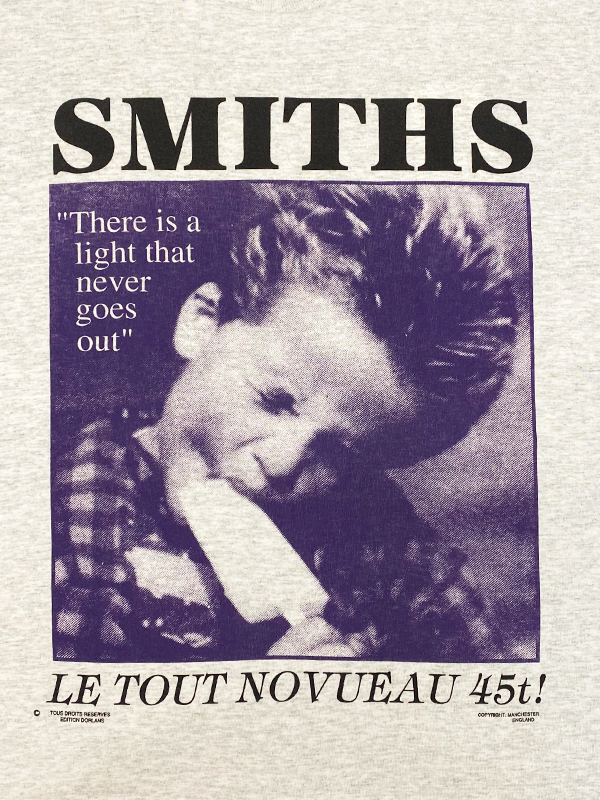 SMITHS
"There is a
light that
never
goes
out"
LE TOUT NOVUEAU 45t!
© TOUS DROITS RESERVES
EDITION DORLANS
COPYRIGHT: MANCHESTER
ENGLAND